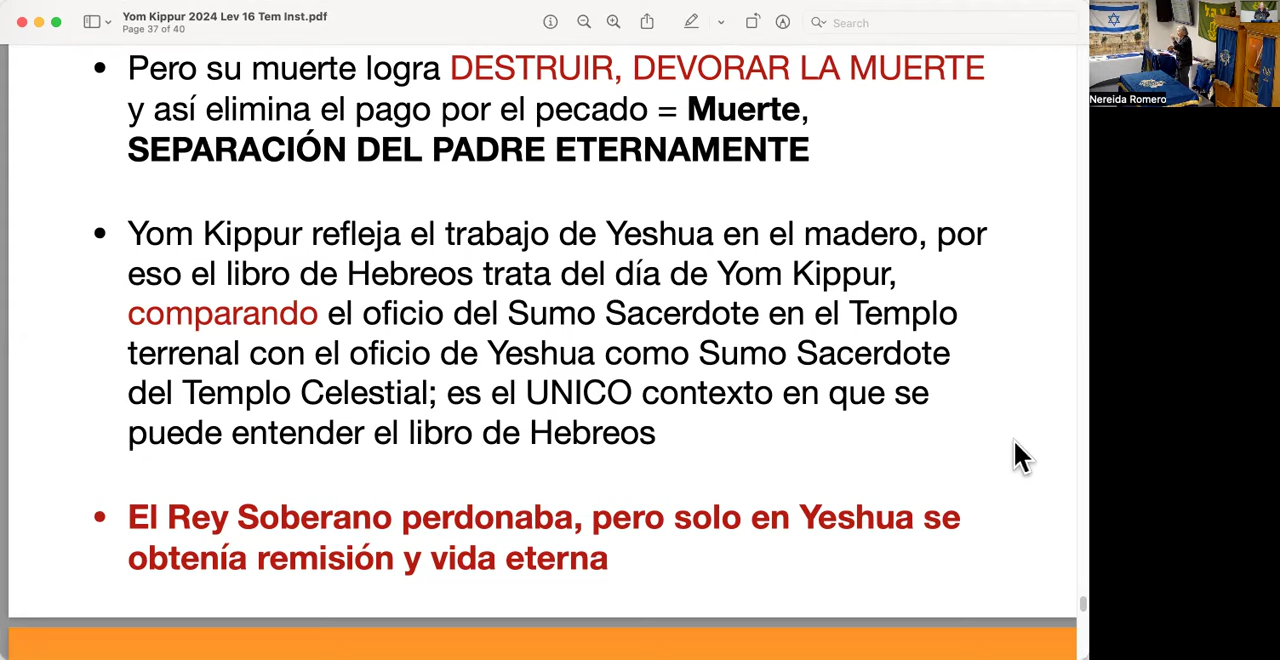 Yom Kippur 2024 Lev 16 Tem Inst.pdf
Page 37 of 40
Search
Nereida Romero
• Pero su muerte logra DESTRUIR, DEVORAR LA MUERTE
y así elimina el pago por el pecado = Muerte,
SEPARACIÓN DEL PADRE ETERNAMENTE
• Yom Kippur refleja el trabajo de Yeshua en el madero, por
eso el libro de Hebreos trata del día de Yom Kippur,
comparando el oficio del Sumo Sacerdote en el Templo
terrenal con el oficio de Yeshua como Sumo Sacerdote
del Templo Celestial; es el UNICO contexto en que se
puede entender el libro de Hebreos
• El Rey Soberano perdonaba, pero solo en Yeshua se
obtenía remisión y vida eterna